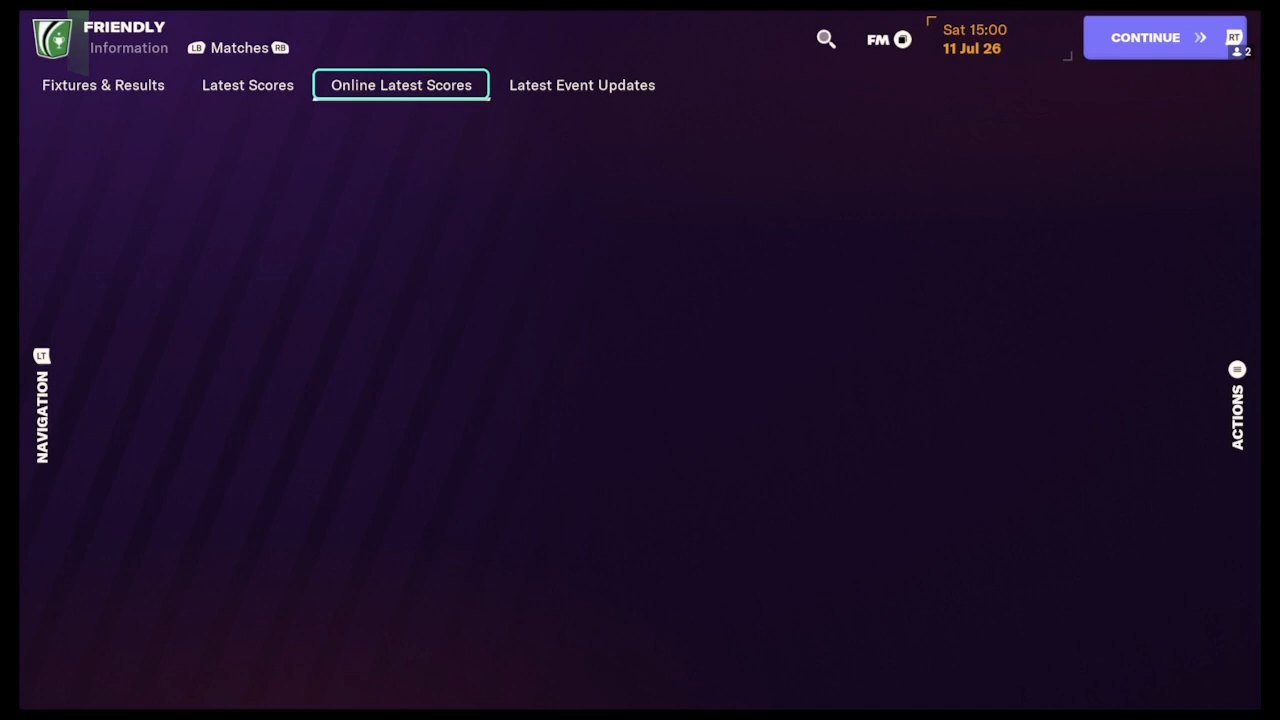 FRIENDLY
Information LB Matches RB
FM
Sat 15:00
11 Jul 26
CONTINUE RT
2
Fixtures & Results Latest Scores Online Latest Scores Latest Event Updates
LT
NAVIGATION
ACTIONS